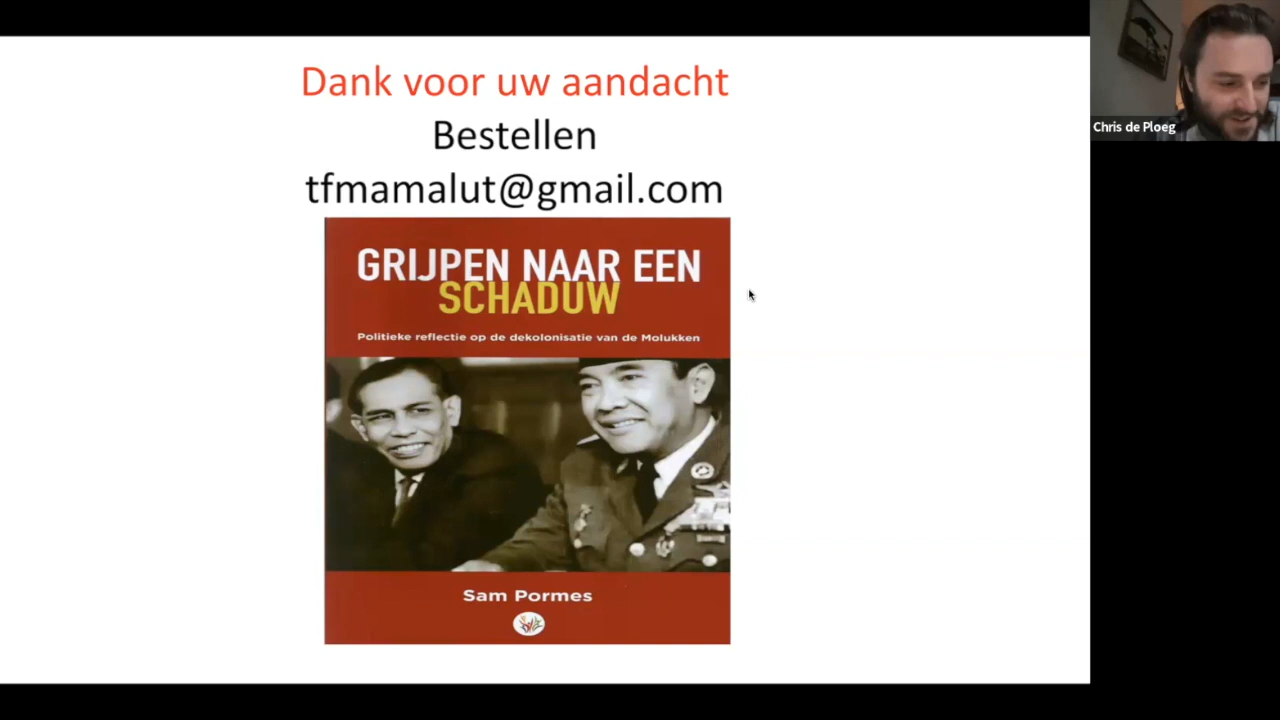 Dank voor uw aandacht
Bestellen
tfmamalut@gmail.com
GRIJPEN NAAR EEN
SCHADUW
Politieke reflectie op de dekolonisatie van de Molukken
Sam Pormes
Chris de Ploeg